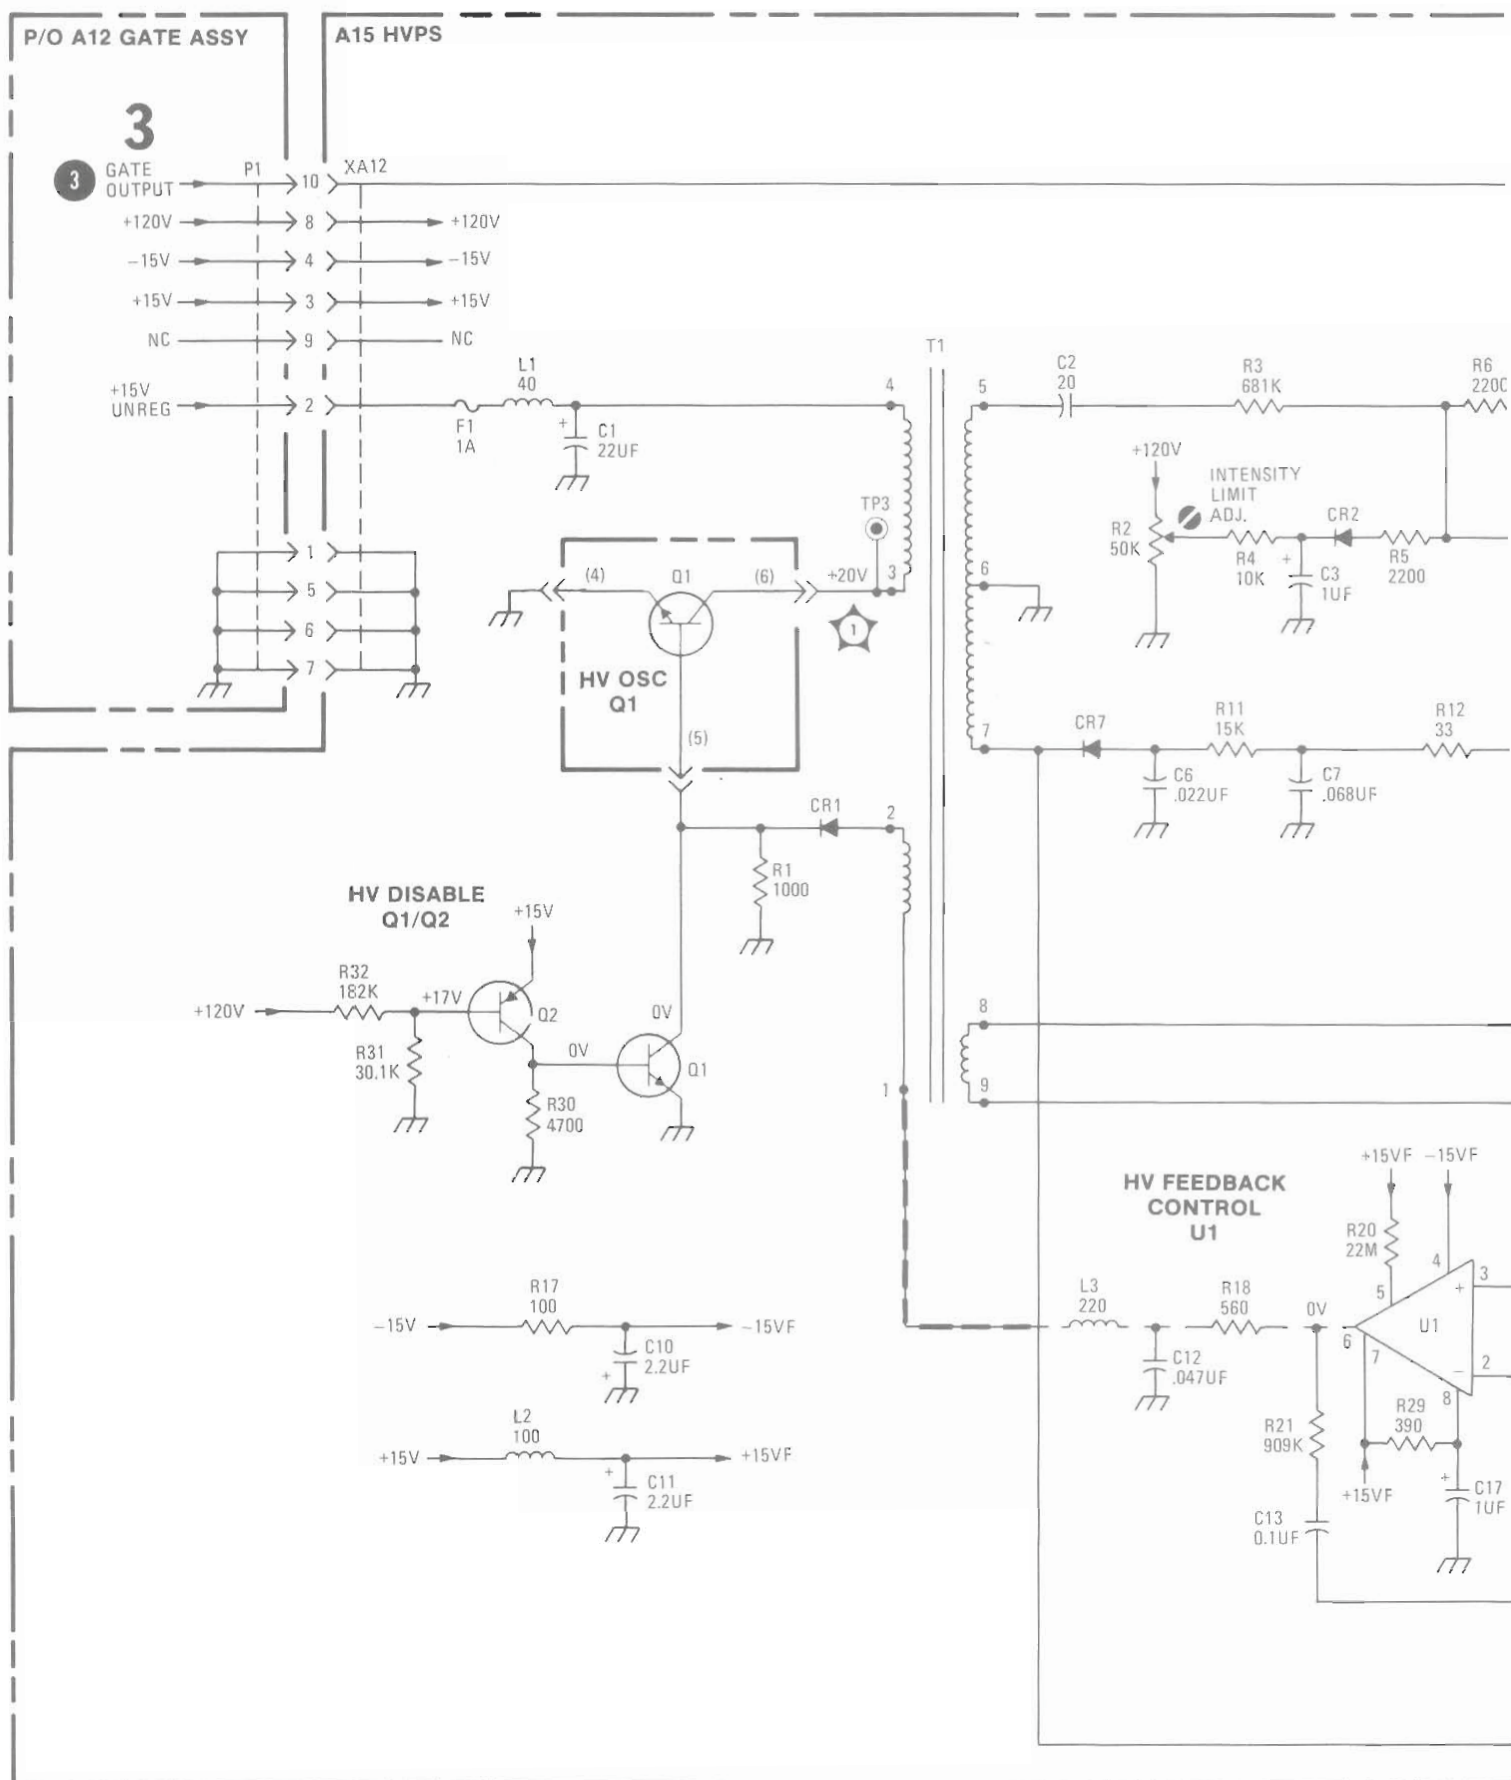 P/O A12 GATE ASSY
A15 HVPS
3
3
GATE
OUTPUT
P1
10
XA12
+120V
8
+120V
−15V
4
−15V
+15V
3
+15V
NC
9
NC
+15V
UNREG
2
F1
1A
L1
40
+
C1
22UF
1
5
6
7
T1
4
5
C2
20
R3
681K
R6
+120V
INTENSITY
LIMIT
ADJ.
R2
50K
R4
10K
+
C3
1UF
CR2
R5
2200
TP3
(4)
Q1
(6)
+20V
3
1
6
HV OSC
Q1
(5)
7
CR7
R11
15K
R12
33
C6
.022UF
C7
.068UF
CR1
2
R1
1000
HV DISABLE
Q1/Q2
+15V
R32
182K
+120V
+17V
Q2
R31
30.1K
0V
0V
Q1
R30
4700
8
9
1
HV FEEDBACK
CONTROL
U1
+15VF
−15VF
R20
22M
4
3
5
+
L3
220
R18
560
0V
6
U1
7
−
2
C12
.047UF
8
R29
390
R21
909K
+15VF
+
C17
1UF
C13
0.1UF
R17
100
−15V
−15VF
C10
2.2UF
+
L2
100
+15V
+15VF
+
C11
2.2UF